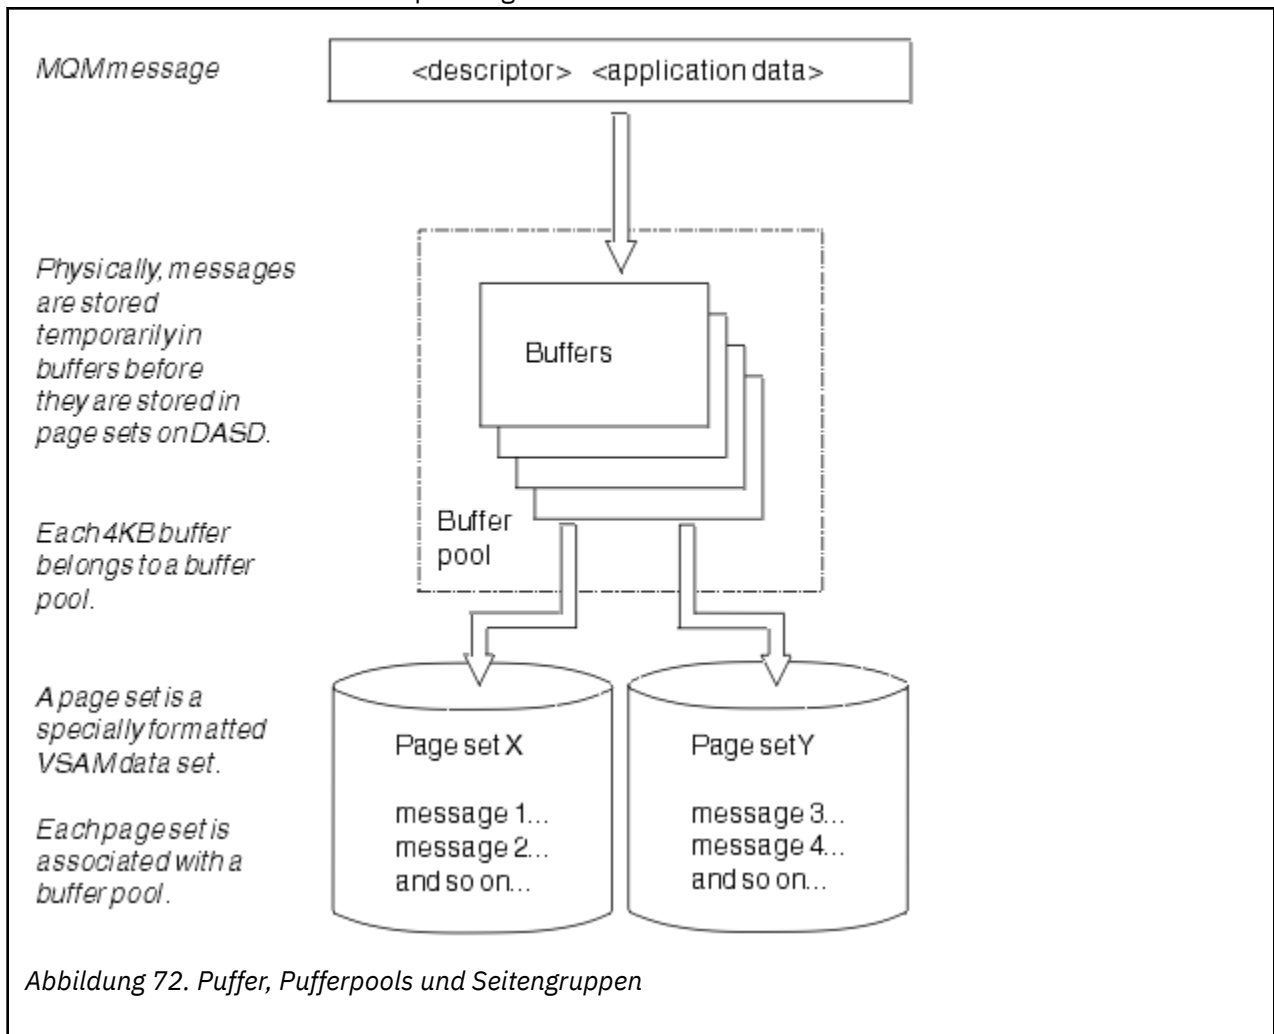 MQM message
<descriptor> <application data>
Physically, messages
are stored
temporarily in
buffers before
they are stored in
page sets on DASD.
Buffers
Buffer
pool
Each 4KB buffer
belongs to a buffer
pool.
A page set is a
specially formatted
VSAM data set.
Each page set is
associated with a
buffer pool.
Page set X
message 1...
message 2...
and so on...
Page set Y
message 3...
message 4...
and so on...
Abbildung 72. Puffer, Pufferpools und Seitengruppen